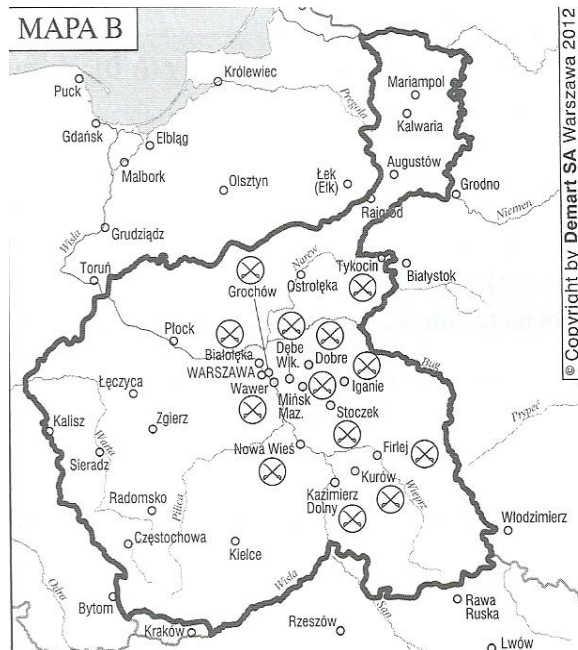 MAPA B
© Copyright by Demart SA Warszawa 2012
Puck
Królewiec
Mariampol
Kalwaria
Pregoła
Gdańsk
Elbląg
Malbork
Olsztyn
Łek
(Ełk)
Augustów
Grodno
Niemen
Rajgród
Wisła
Grudziądz
Toruń
Narew
Tykocin
Białystok
Ostrołęka
Grochów
Płock
Białołęka
WARSZAWA
Wawer
Dębe
Wlk.
Dobre
Bug
Iganie
Mińsk
Maz.
Stoczek
Łęczyca
Zgierz
Kalisz
Warta
Sieradz
Nowa Wieś
Firlej
Kurów
Prypeć
Radomsko
Pilica
Kazimierz
Dolny
Wieprz
Włodzimierz
Częstochowa
Kielce
Wisła
Odra
Bytom
Kraków
Rzeszów
San
Rawa
Ruska
Lwów